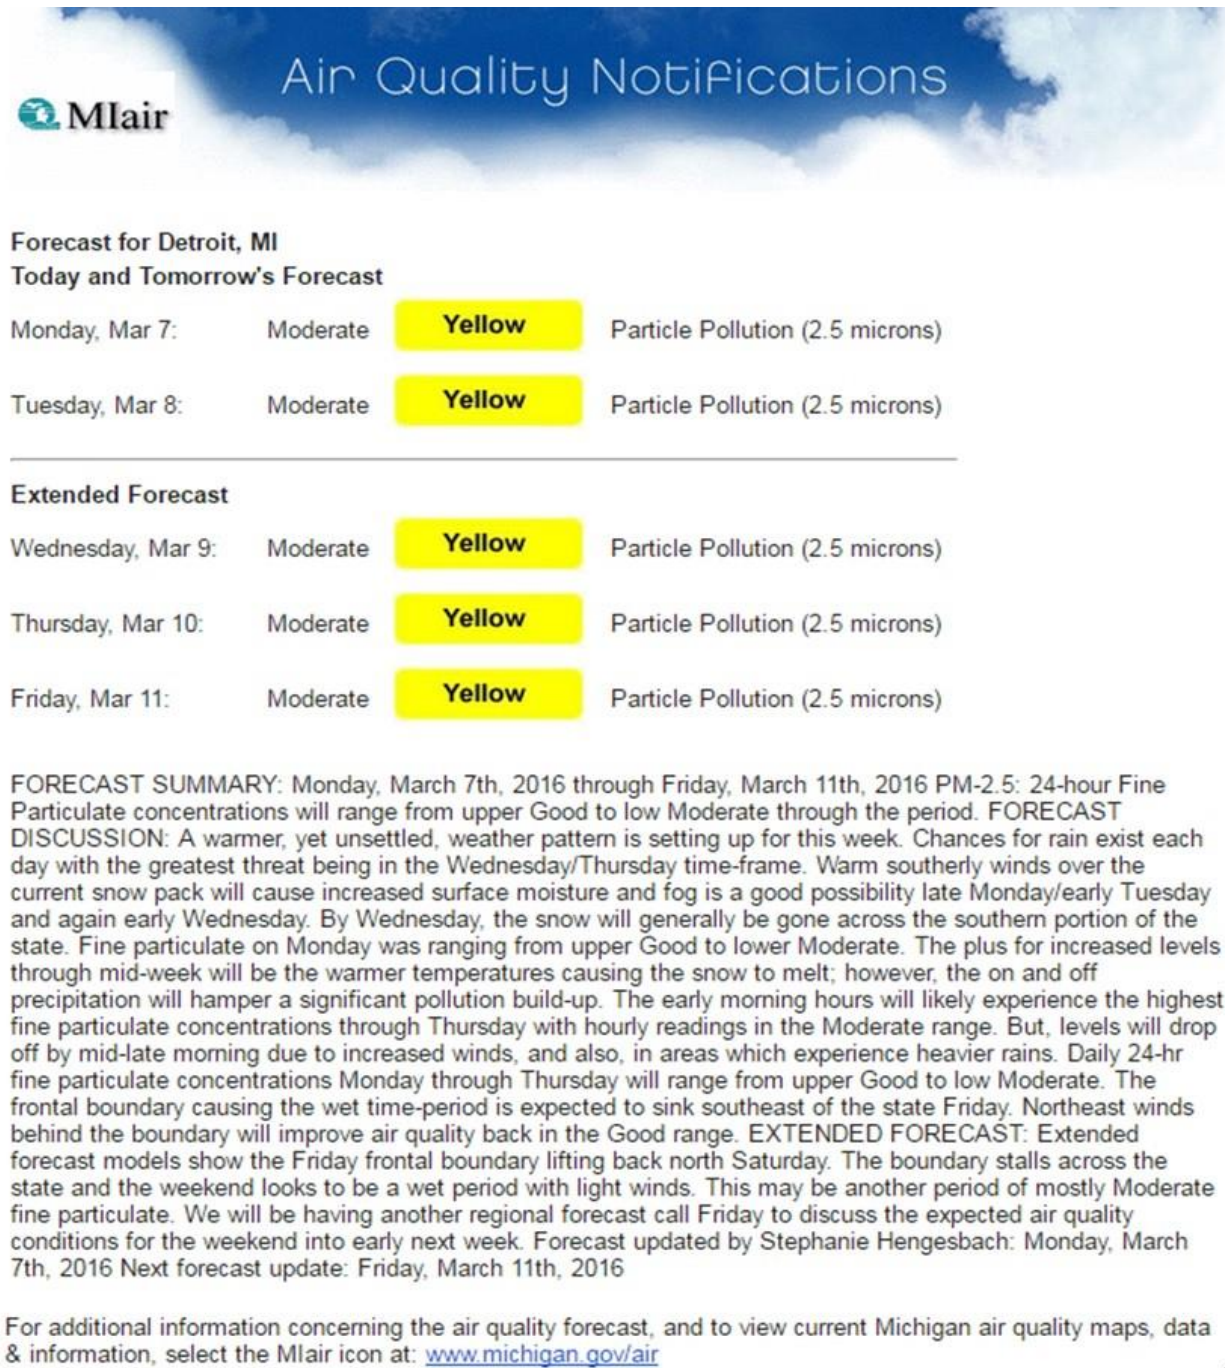 Air Quality Notifications
MIair
Forecast for Detroit, MI
Today and Tomorrow's Forecast
Monday, Mar 7: Moderate Yellow Particle Pollution (2.5 microns)
Tuesday, Mar 8: Moderate Yellow Particle Pollution (2.5 microns)
Extended Forecast
Wednesday, Mar 9: Moderate Yellow Particle Pollution (2.5 microns)
Thursday, Mar 10: Moderate Yellow Particle Pollution (2.5 microns)
Friday, Mar 11: Moderate Yellow Particle Pollution (2.5 microns)
FORECAST SUMMARY: Monday, March 7th, 2016 through Friday, March 11th, 2016 PM-2.5: 24-hour Fine
Particulate concentrations will range from upper Good to low Moderate through the period. FORECAST
DISCUSSION: A warmer, yet unsettled, weather pattern is setting up for this week. Chances for rain exist each
day with the greatest threat being in the Wednesday/Thursday time-frame. Warm southerly winds over the
current snow pack will cause increased surface moisture and fog is a good possibility late Monday/early Tuesday
and again early Wednesday. By Wednesday, the snow will generally be gone across the southern portion of the
state. Fine particulate on Monday was ranging from upper Good to lower Moderate. The plus for increased levels
through mid-week will be the warmer temperatures causing the snow to melt; however, the on and off
precipitation will hamper a significant pollution build-up. The early morning hours will likely experience the highest
fine particulate concentrations through Thursday with hourly readings in the Moderate range. But, levels will drop
off by mid-late morning due to increased winds, and also, in areas which experience heavier rains. Daily 24-hr
fine particulate concentrations Monday through Thursday will range from upper Good to low Moderate. The
frontal boundary causing the wet time-period is expected to sink southeast of the state Friday. Northeast winds
behind the boundary will improve air quality back in the Good range. EXTENDED FORECAST: Extended
forecast models show the Friday frontal boundary lifting back north Saturday. The boundary stalls across the
state and the weekend looks to be a wet period with light winds. This may be another period of mostly Moderate
fine particulate. We will be having another regional forecast call Friday to discuss the expected air quality
conditions for the weekend into early next week. Forecast updated by Stephanie Hengesbach: Monday, March
7th, 2016 Next forecast update: Friday, March 11th, 2016
For additional information concerning the air quality forecast, and to view current Michigan air quality maps, data
& information, select the MIair icon at: www.michigan.gov/air